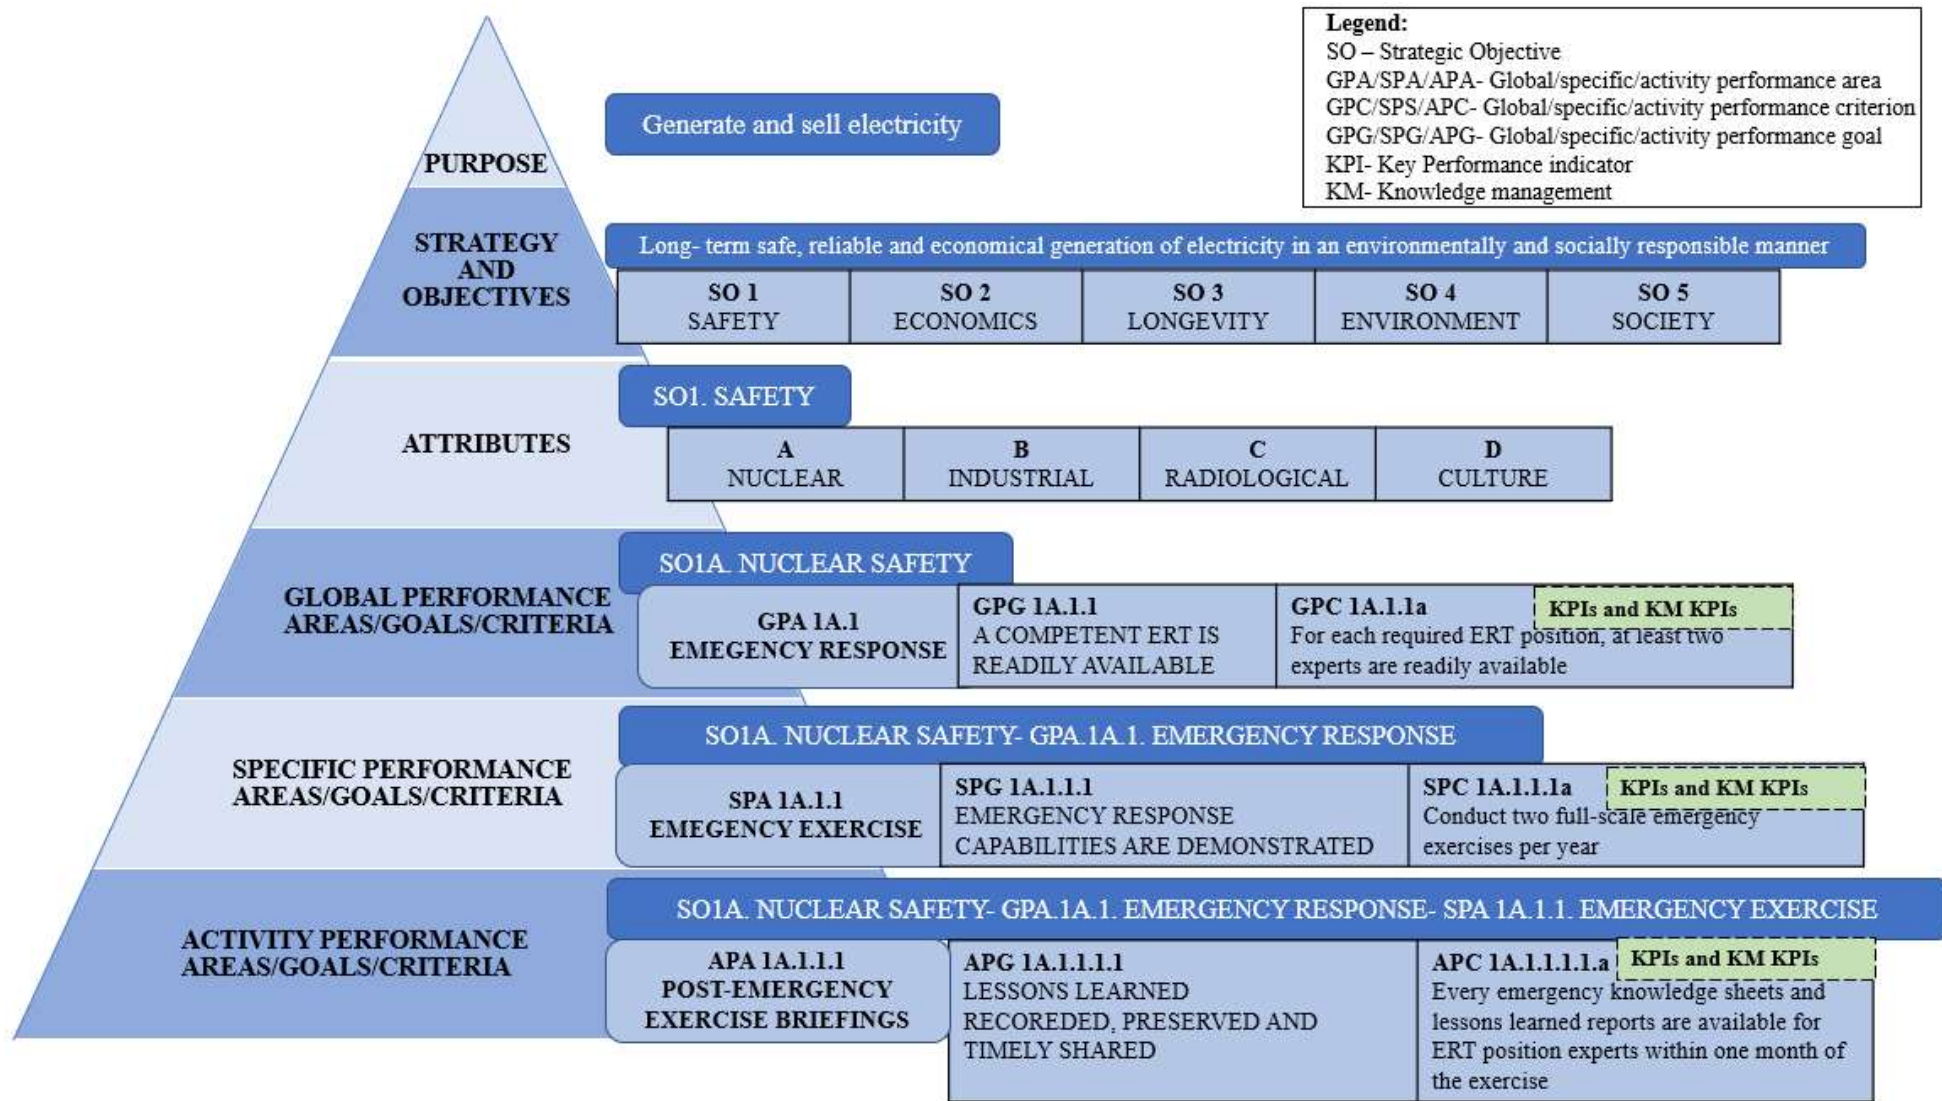 Legend:
SO – Strategic Objective
GPA/SPA/APA- Global/specific/activity performance area
GPC/SPS/APC- Global/specific/activity performance criterion
GPG/SPG/APG- Global/specific/activity performance goal
KPI- Key Performance indicator
KM- Knowledge management
PURPOSE
Generate and sell electricity
STRATEGY
AND
OBJECTIVES
Long- term safe, reliable and economical generation of electricity in an environmentally and socially responsible manner
SO 1
SAFETY
SO 2
ECONOMICS
SO 3
LONGEVITY
SO 4
ENVIRONMENT
SO 5
SOCIETY
ATTRIBUTES
SO1. SAFETY
A
NUCLEAR
B
INDUSTRIAL
C
RADIOLOGICAL
D
CULTURE
GLOBAL PERFORMANCE
AREAS/GOALS/CRITERIA
SO1A. NUCLEAR SAFETY
GPA 1A.1
EMEGENCY RESPONSE
GPG 1A.1.1
A COMPETENT ERT IS
READILY AVAILABLE
GPC 1A.1.1a
KPIs and KM KPIs
For each required ERT position, at least two
experts are readily available
SPECIFIC PERFORMANCE
AREAS/GOALS/CRITERIA
SO1A. NUCLEAR SAFETY- GPA.1A.1. EMERGENCY RESPONSE
SPA 1A.1.1
EMEGENCY EXERCISE
SPG 1A.1.1.1
EMERGENCY RESPONSE
CAPABILITIES ARE DEMONSTRATED
SPC 1A.1.1.1a
KPIs and KM KPIs
Conduct two full-scale emergency
exercises per year
ACTIVITY PERFORMANCE
AREAS/GOALS/CRITERIA
SO1A. NUCLEAR SAFETY- GPA.1A.1. EMERGENCY RESPONSE- SPA 1A.1.1. EMERGENCY EXERCISE
APA 1A.1.1.1
POST-EMERGENCY
EXERCISE BRIEFINGS
APG 1A.1.1.1.1
LESSONS LEARNED
RECOREDED, PRESERVED AND
TIMELY SHARED
APC 1A.1.1.1.1.a
KPIs and KM KPIs
Every emergency knowledge sheets and
lessons learned reports are available for
ERT position experts within one month of
the exercise